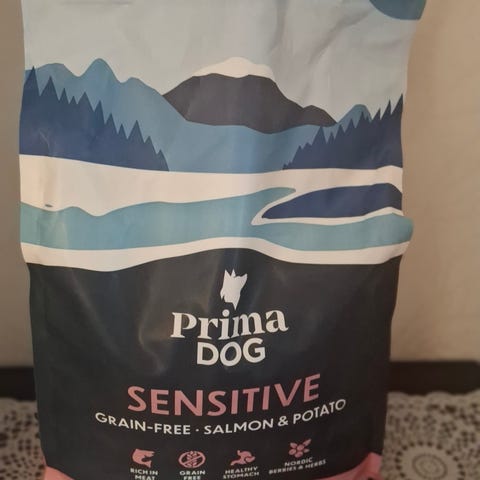 Prima
DOG
SENSITIVE
GRAIN-FREE · SALMON & POTATO
RICH IN
MEAT
GRAIN
FREE
HEALTHY
STOMACH
NORDIC
BERRIES & HERBS